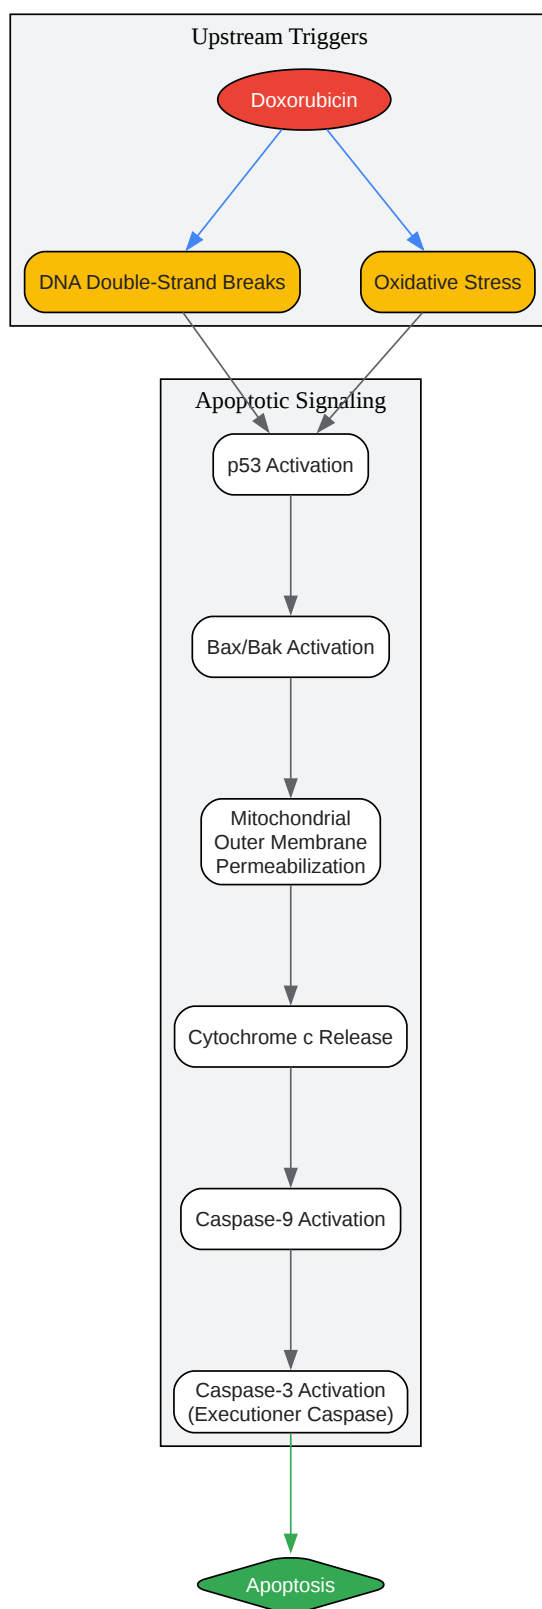 Upstream Triggers
Doxorubicin
DNA Double-Strand Breaks
Oxidative Stress
Apoptotic Signaling
p53 Activation
Bax/Bak Activation
Mitochondrial
Outer Membrane
Permeabilization
Cytochrome c Release
Caspase-9 Activation
Caspase-3 Activation
(Executioner Caspase)
Apoptosis